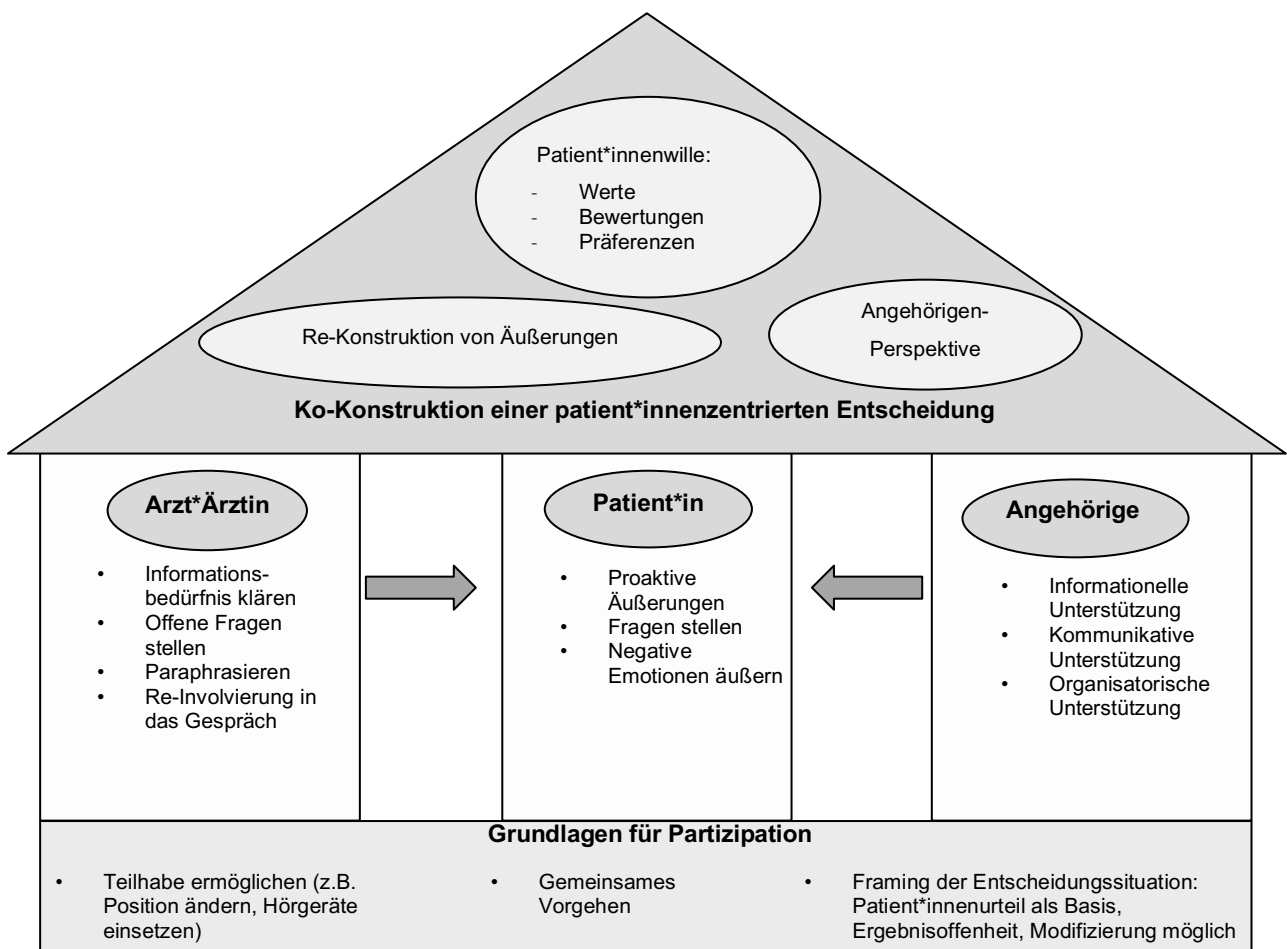 Patient*innenwille:
- Werte
- Bewertungen
- Präferenzen
Re-Konstruktion von Äußerungen
Angehörigen-
Perspektive
Ko-Konstruktion einer patient*innenzentrierten Entscheidung
Arzt*Ärztin
• Informations-
bedürfnis klären
• Offene Fragen
stellen
• Paraphrasieren
• Re-Involvierung in
das Gespräch
Patient*in
• Proaktive
Äußerungen
• Fragen stellen
• Negative
Emotionen äußern
Angehörige
• Informationelle
Unterstützung
• Kommunikative
Unterstützung
• Organisatorische
Unterstützung
Grundlagen für Partizipation
• Teilhabe ermöglichen (z.B.
Position ändern, Hörgeräte
einsetzen)
• Gemeinsames
Vorgehen
• Framing der Entscheidungssituation:
Patient*innenurteil als Basis,
Ergebnisoffenheit, Modifizierung möglich